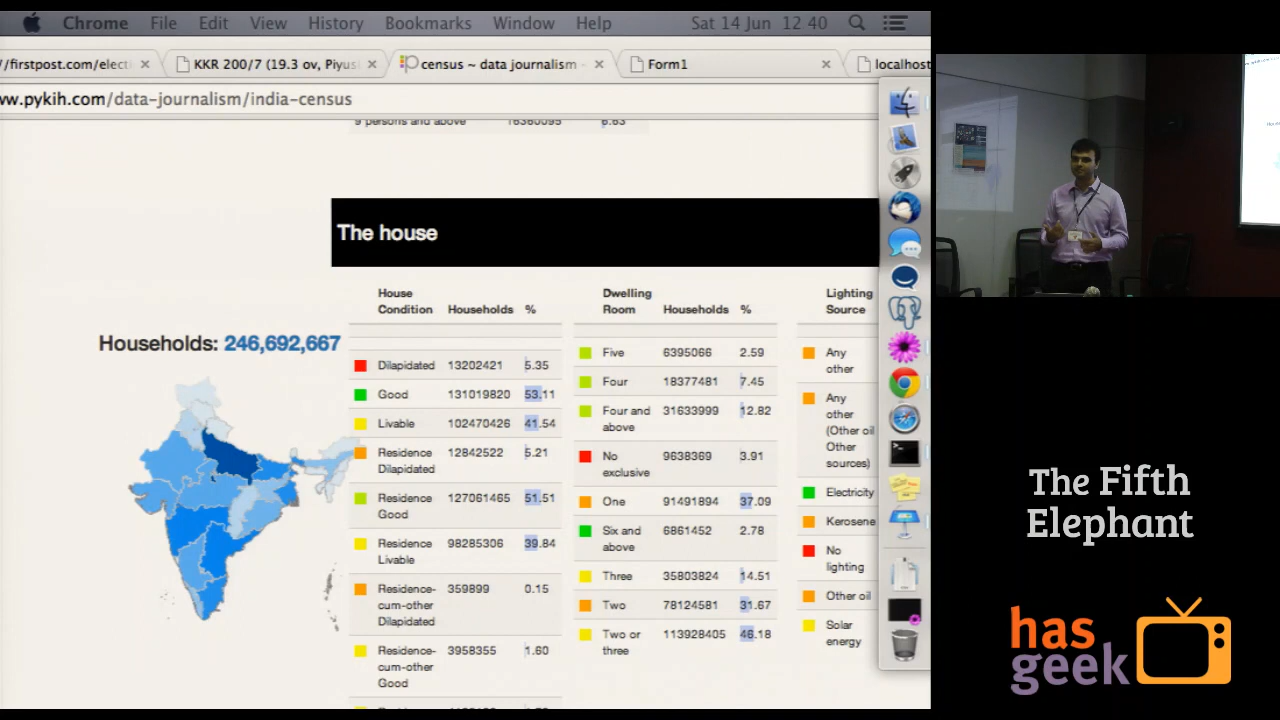 Chrome File Edit View History Bookmarks Window Help Sat 14 Jun 12 40
//firstpost.com/elect KKR 200/7 (19.3 ov, Piyus census ~ data journalism - Form1 localhost
ww.pykih.com/data-journalism/india-census
9 persons and above 16360095 6.63
The house
Households: 246,692,667
House Condition Households %
Dilapidated 13202421 5.35
Good 131019820 53.11
Livable 102470426 41.54
Residence Dilapidated 12842522 5.21
Residence Good 127061465 51.51
Residence Livable 98285306 39.84
Residence-cum-other Dilapidated 359899 0.15
Residence-cum-other Good 3958355 1.60
Dwelling Room Households %
Five 6395066 2.59
Four 18377481 7.45
Four and above 31633999 12.82
No exclusive 9638369 3.91
One 91491894 37.09
Six and above 6861452 2.78
Three 35803824 14.51
Two 78124581 31.67
Two or three 113928405 46.18
Lighting Source
Any other
Any other (Other oil Other sources)
Electricity
Kerosene
No lighting
Other oil
Solar energy
The Fifth
Elephant
has
geek